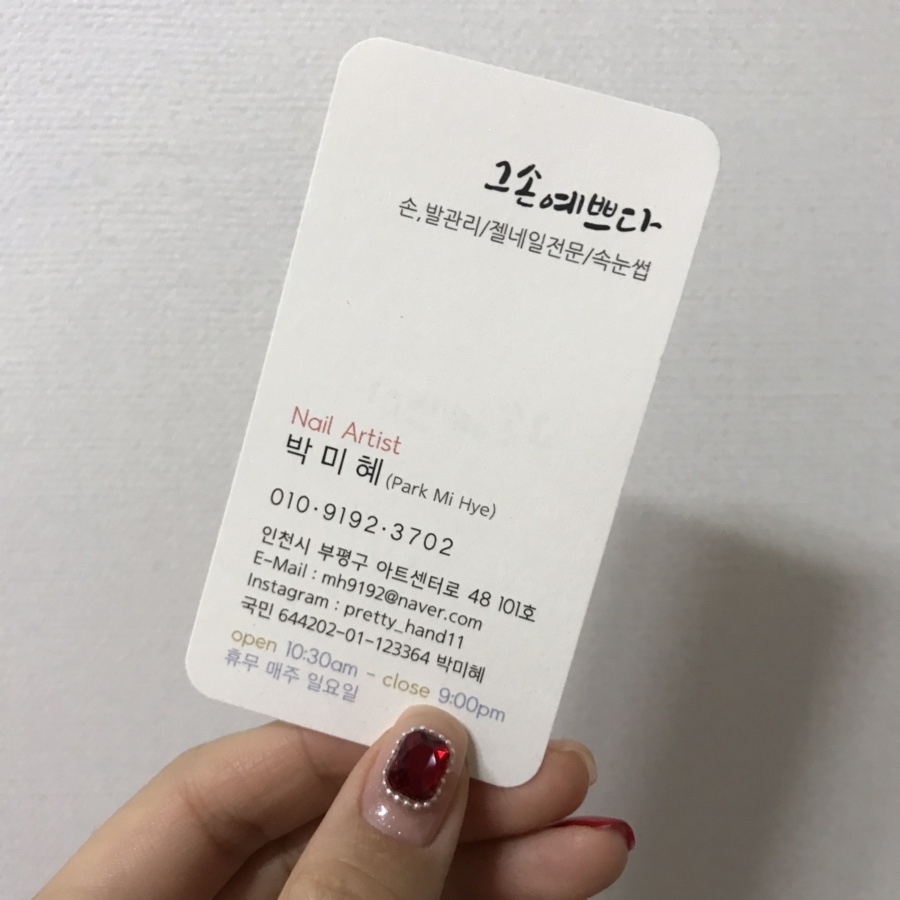 그손예쁘다
손,발관리/젤네일전문/속눈썹
Nail Artist
박 미 혜 (Park Mi Hye)
010·9192·3702
인천시 부평구 아트센터로 48 101호
E-Mail : mh9192@naver.com
Instagram : pretty_hand11
국민 644202-01-123364 박미혜
open 10:30am - close 9:00pm
휴무 매주 일요일